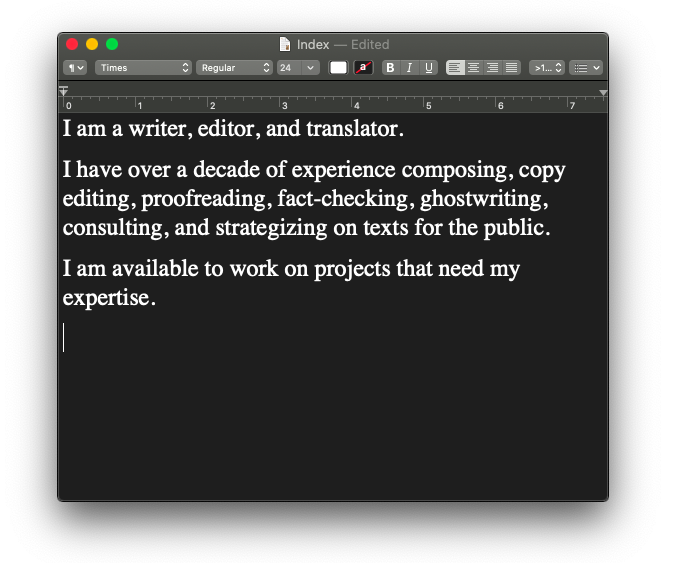 Index — Edited
¶ Times Regular 24 a B I U >1...
0 1 2 3 4 5 6 7
I am a writer, editor, and translator.
I have over a decade of experience composing, copy
editing, proofreading, fact-checking, ghostwriting,
consulting, and strategizing on texts for the public.
I am available to work on projects that need my
expertise.